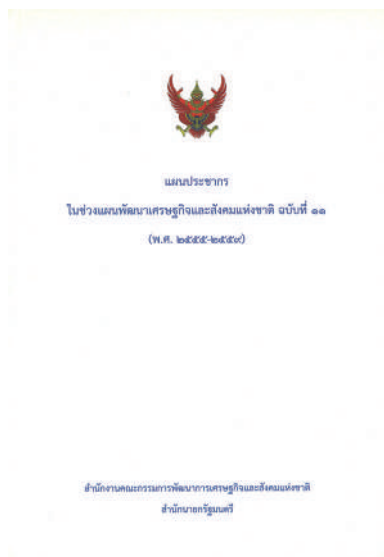 แผนประชากร
ในช่วงแผนพัฒนาเศรษฐกิจและสังคมแห่งชาติ ฉบับที่ ๑๑
(พ.ศ. ๒๕๕๕-๒๕๕๙)
สำนักงานคณะกรรมการพัฒนาการเศรษฐกิจและสังคมแห่งชาติ
สำนักนายกรัฐมนตรี